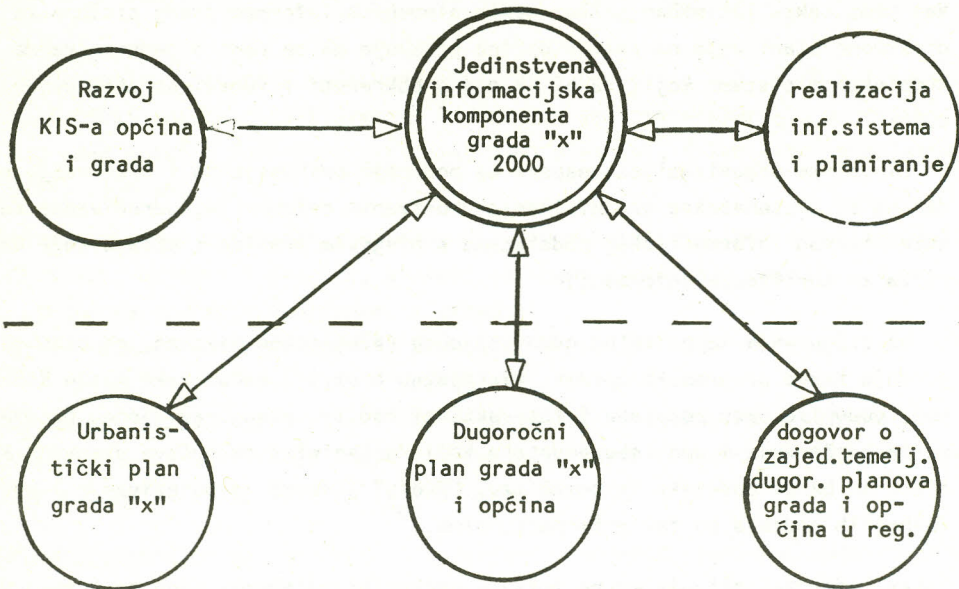 Razvoj
KIS-a općina
i grada
Jedinstvena
informacijska
komponenta
grada "x"
2000
realizacija
inf.sistema
i planiranje
Urbanis-
tički plan
grada "x"
Dugoročni
plan grada "x"
i općina
dogovor o
zajed.temelj.
dugor. planova
grada i op-
ćina u reg.